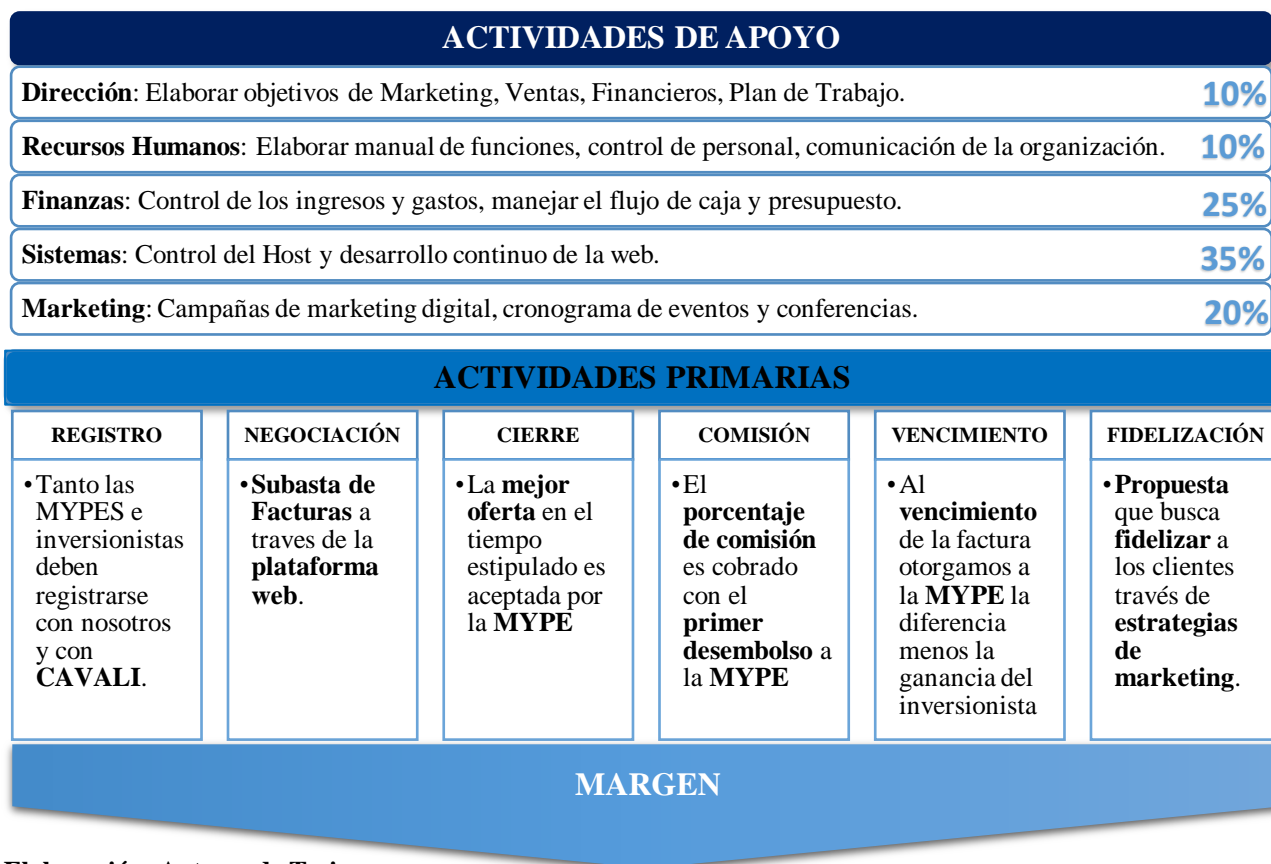 ACTIVIDADES DE APOYO
Dirección: Elaborar objetivos de Marketing, Ventas, Financieros, Plan de Trabajo. 10%
Recursos Humanos: Elaborar manual de funciones, control de personal, comunicación de la organización. 10%
Finanzas: Control de los ingresos y gastos, manejar el flujo de caja y presupuesto. 25%
Sistemas: Control del Host y desarrollo continuo de la web. 35%
Marketing: Campañas de marketing digital, cronograma de eventos y conferencias. 20%
ACTIVIDADES PRIMARIAS
REGISTRO
•Tanto las
MYPES e
inversionistas
deben
registrarse
con nosotros
y con
CAVALI.
NEGOCIACIÓN
•Subasta de
Facturas a
traves de la
plataforma
web.
CIERRE
•La mejor
oferta en el
tiempo
estipulado es
aceptada por
la MYPE
COMISIÓN
•El
porcentaje
de comisión
es cobrado
con el
primer
desembolso a
la MYPE
VENCIMIENTO
•Al
vencimiento
de la factura
otorgamos a
la MYPE la
diferencia
menos la
ganancia del
inversionista
FIDELIZACIÓN
•Propuesta
que busca
fidelizar a
los clientes
través de
estrategias
de
marketing.
MARGEN